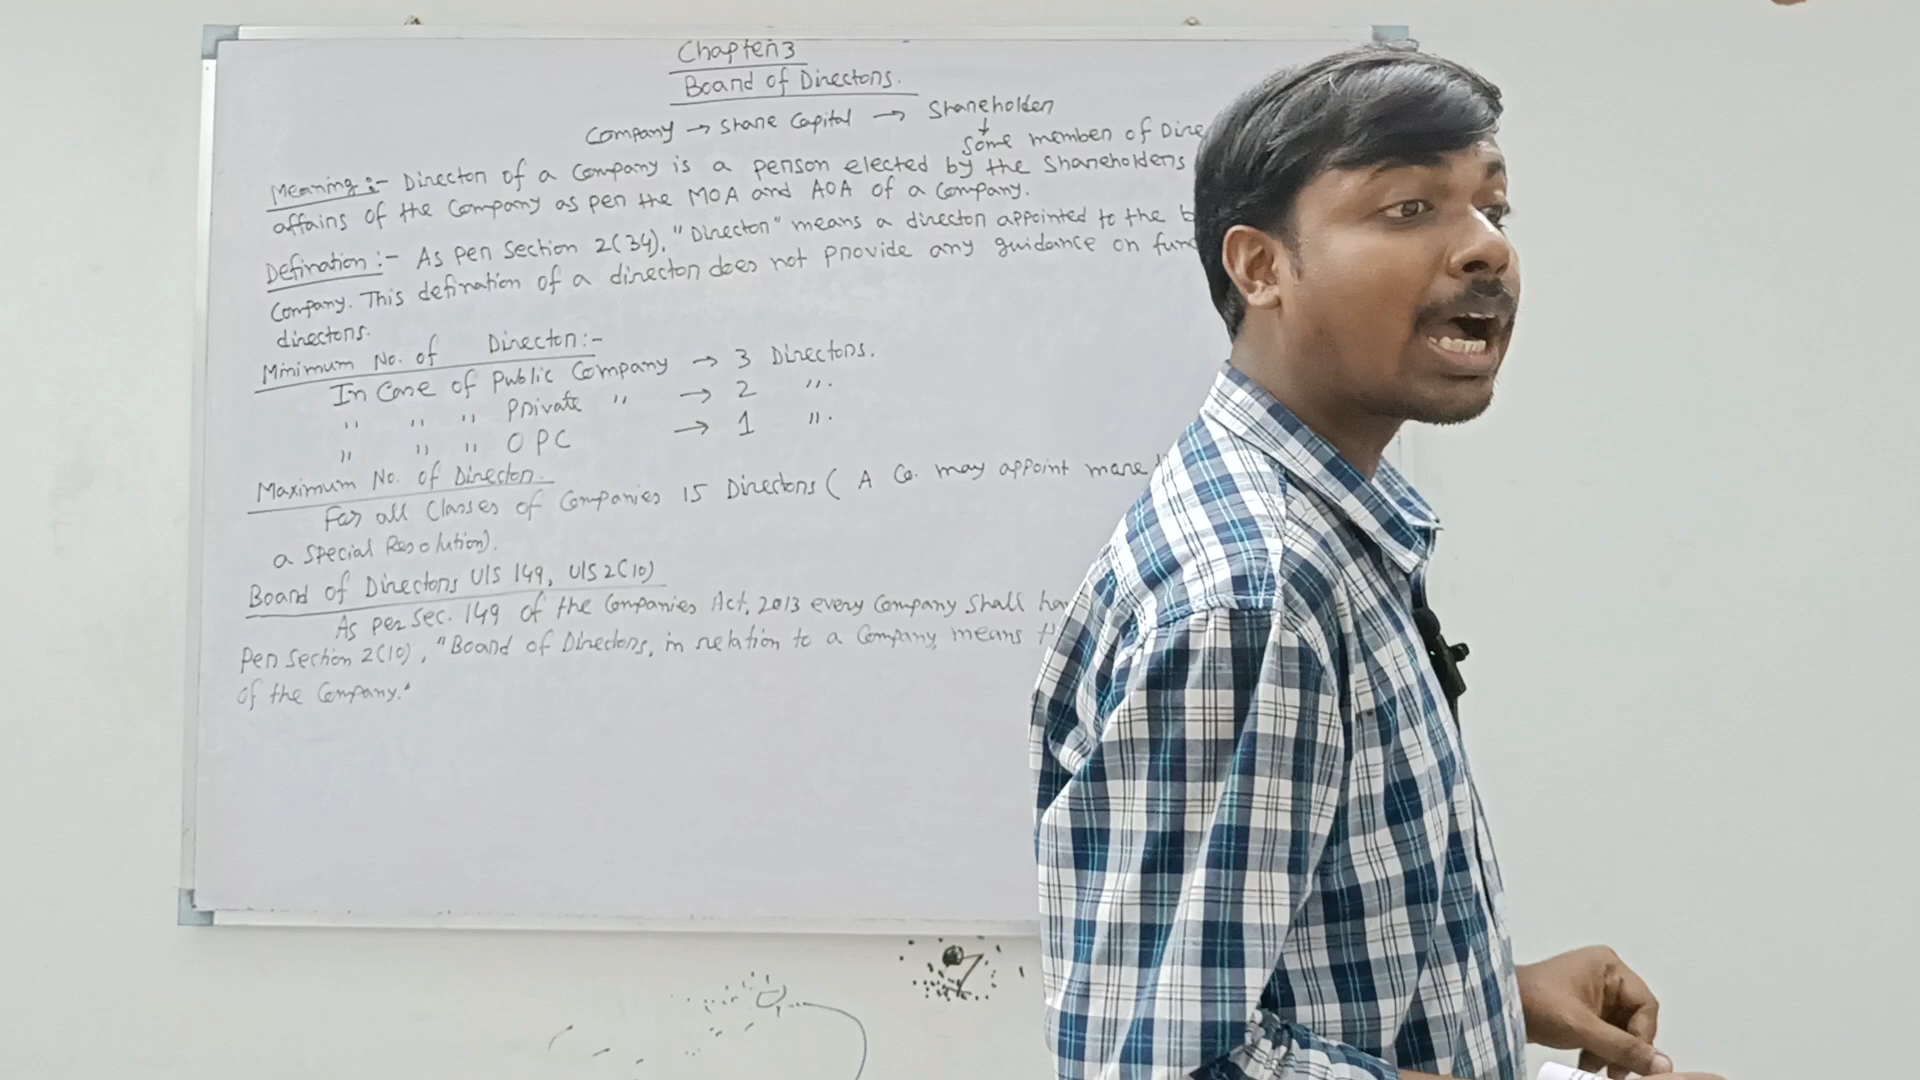 Chapter 3
Board of Directors.
Company → Share Capital → Shareholder
↓
Some member of Dire
Meaning :- Director of a Company is a person elected by the Shareholders
affairs of the Company as per the MOA and AOA of a Company.
Defination :- As per Section 2(34), "Director" means a director appointed to the b
Company. This defination of a director does not provide any guidance on func
directors.
Minimum No. of Director:-
In Case of Public Company → 3 Directors.
" " " Private " → 2 ".
" " " OPC → 1 ".
Maximum No. of Director.
For all Classes of Companies 15 Directors ( A Co. may appoint more
a Special Resolution).
Board of Directors U/S 149, U/S 2(10)
As per sec. 149 of the Companies Act, 2013 every Company shall ha
per Section 2(10), "Board of Directors, in relation to a Company, means t
of the Company."